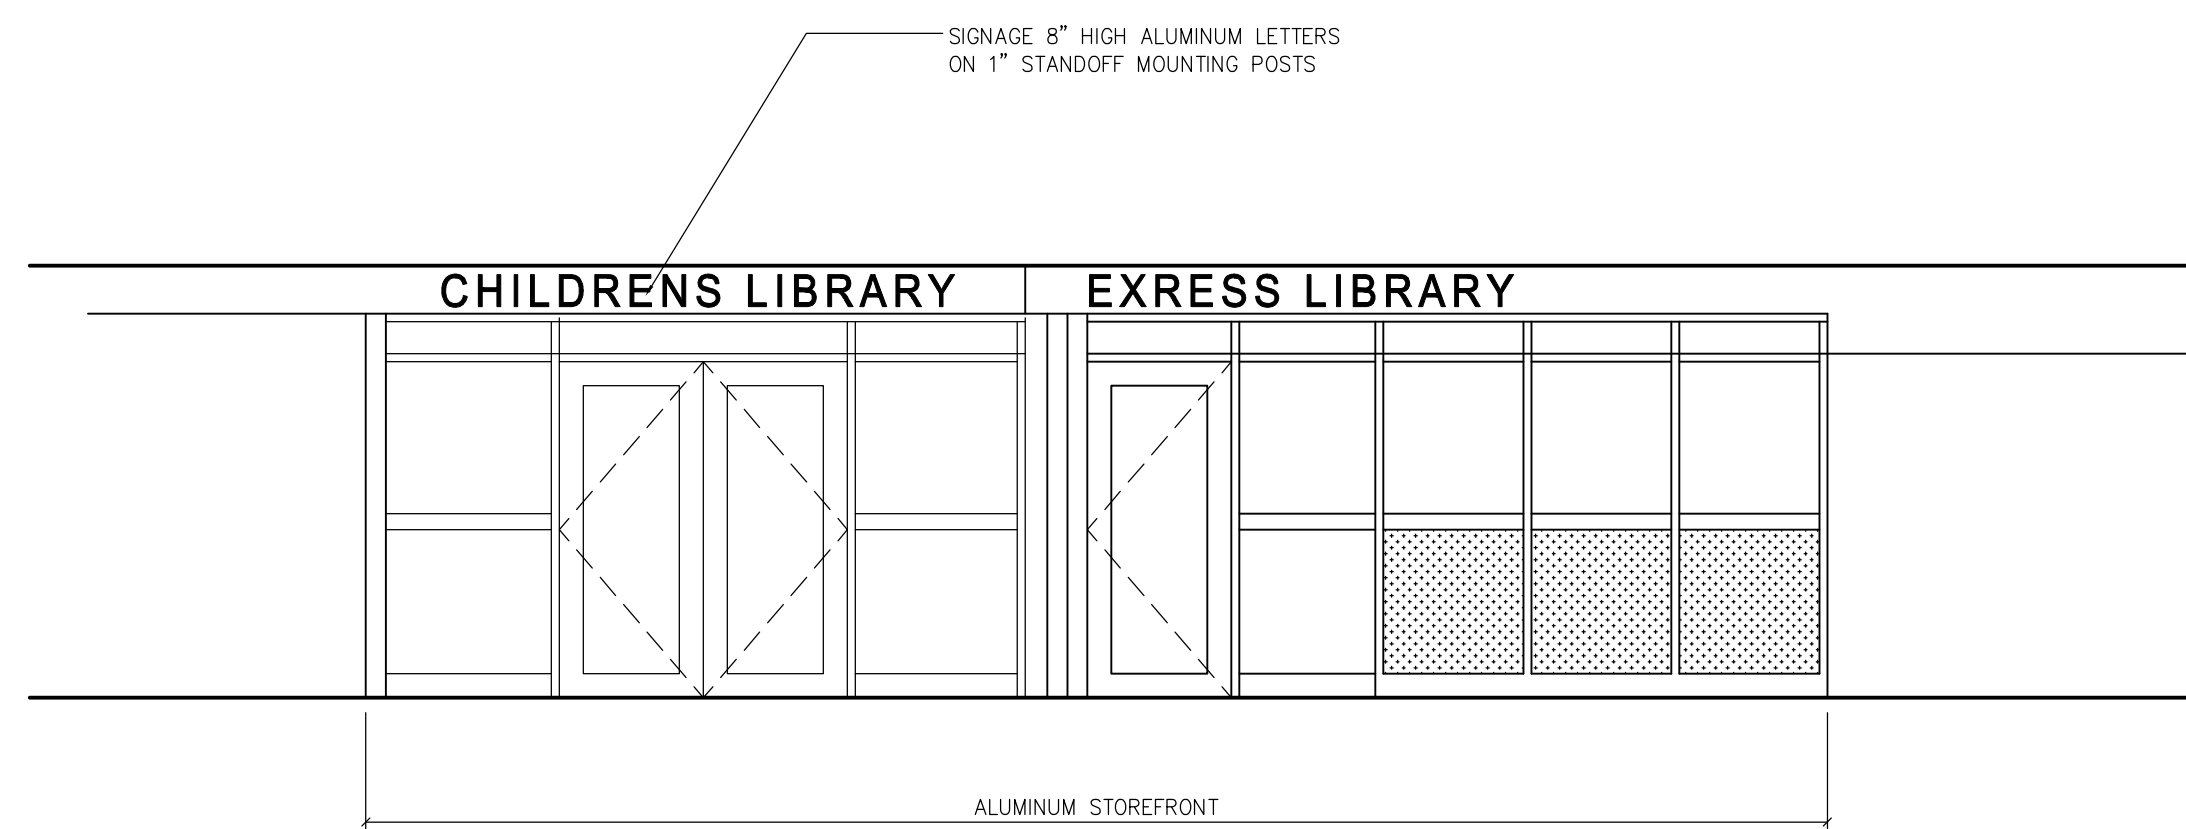 SIGNAGE 8" HIGH ALUMINUM LETTERS
ON 1" STANDOFF MOUNTING POSTS
CHILDRENS LIBRARY
EXRESS LIBRARY
ALUMINUM STOREFRONT